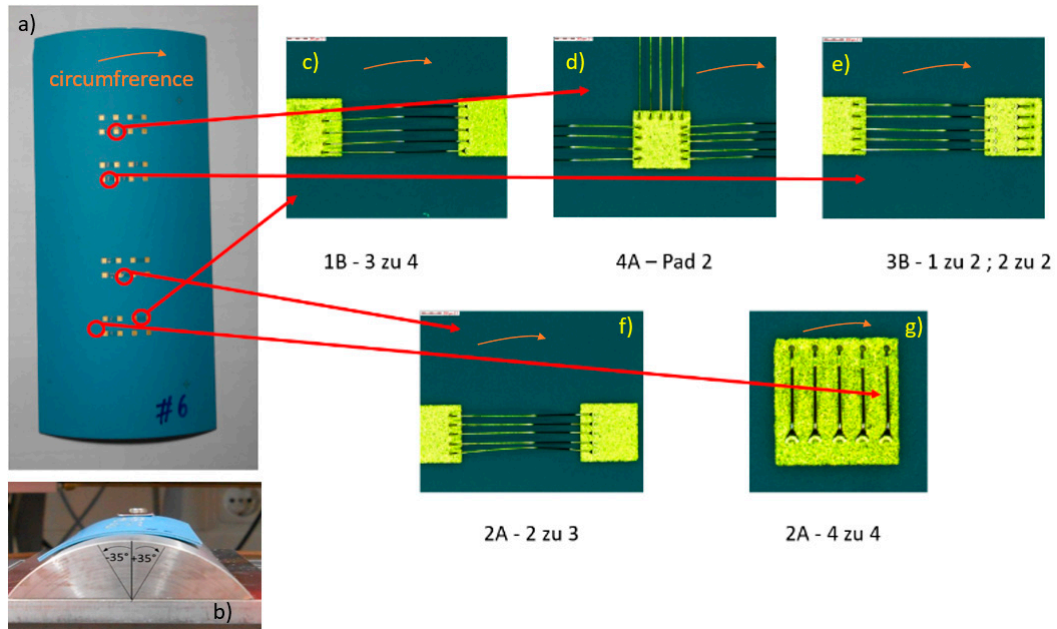 a)
circumfrerence
#6
c)
d)
e)
1B - 3 zu 4
4A – Pad 2
3B - 1 zu 2 ; 2 zu 2
f)
g)
2A - 2 zu 3
2A - 4 zu 4
-35° +35°
b)